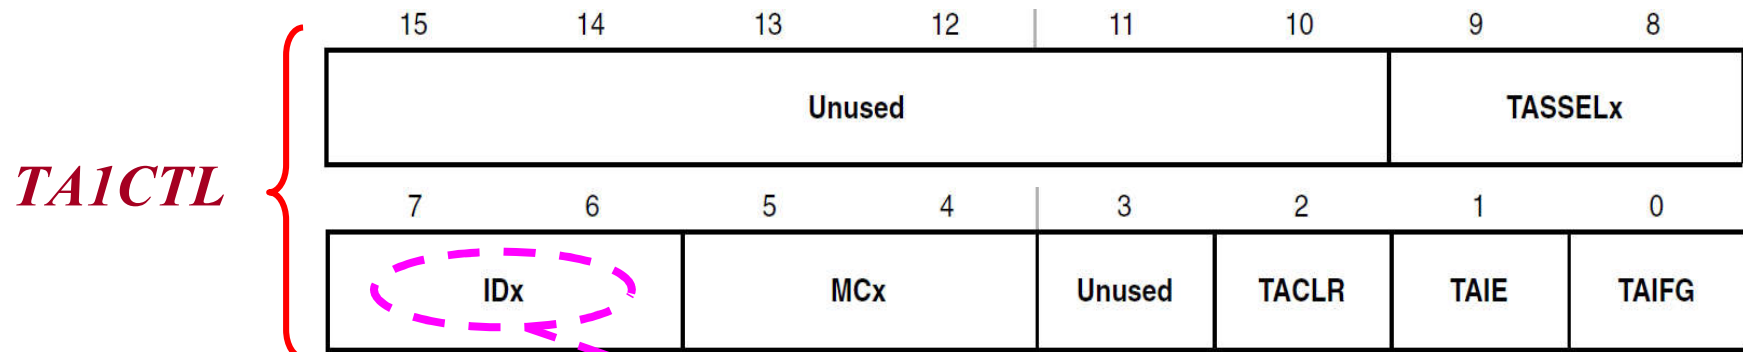 15 14 13 12 11 10 9 8
Unused TASSELx
TA1CTL
7 6 5 4 3 2 1 0
IDx MCx Unused TACLR TAIE TAIFG